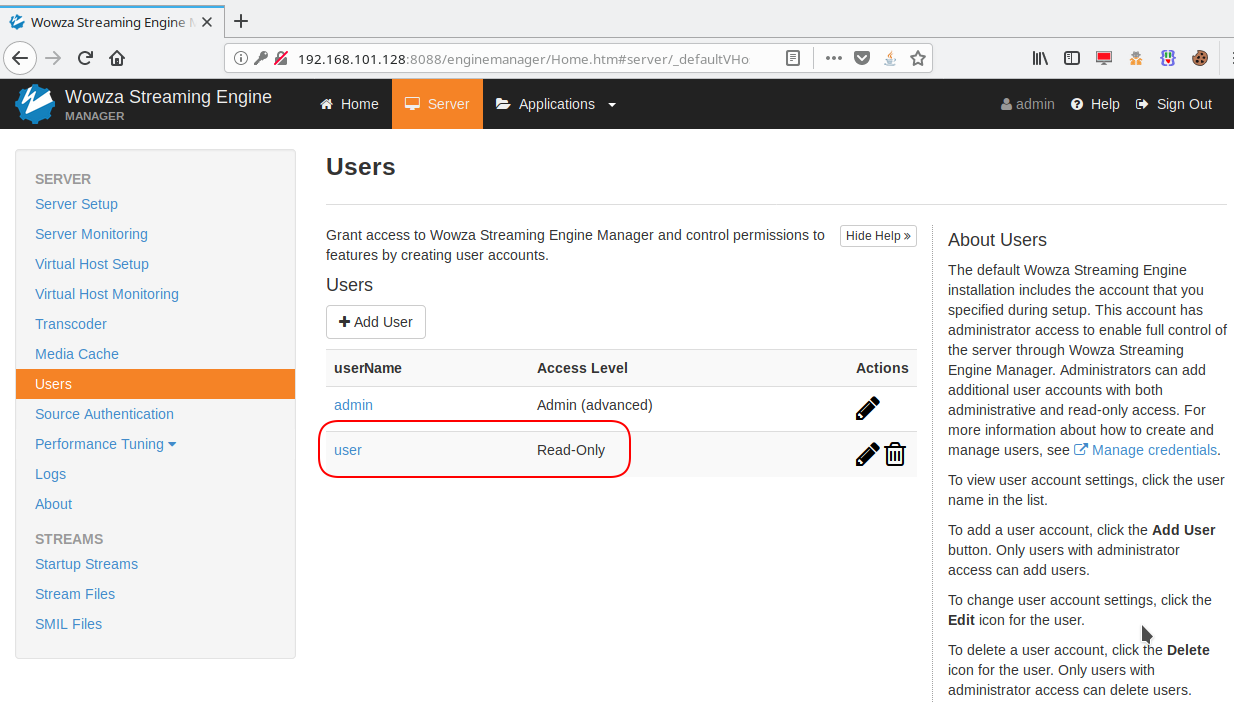 Wowza Streaming Engine
192.168.101.128:8088/enginemanager/Home.htm#server/_defaultVHo
Wowza Streaming Engine
MANAGER
Home
Server
Applications
admin
Help
Sign Out
SERVER
Server Setup
Server Monitoring
Virtual Host Setup
Virtual Host Monitoring
Transcoder
Media Cache
Users
Source Authentication
Performance Tuning
Logs
About
STREAMS
Startup Streams
Stream Files
SMIL Files
Users
Grant access to Wowza Streaming Engine Manager and control permissions to
features by creating user accounts.
Hide Help »
Users
+ Add User
userName Access Level Actions
admin Admin (advanced)
user Read-Only
About Users
The default Wowza Streaming Engine
installation includes the account that you
specified during setup. This account has
administrator access to enable full control of
the server through Wowza Streaming
Engine Manager. Administrators can add
additional user accounts with both
administrative and read-only access. For
more information about how to create and
manage users, see Manage credentials.
To view user account settings, click the user
name in the list.
To add a user account, click the Add User
button. Only users with administrator
access can add users.
To change user account settings, click the
Edit icon for the user.
To delete a user account, click the Delete
icon for the user. Only users with
administrator access can delete users.